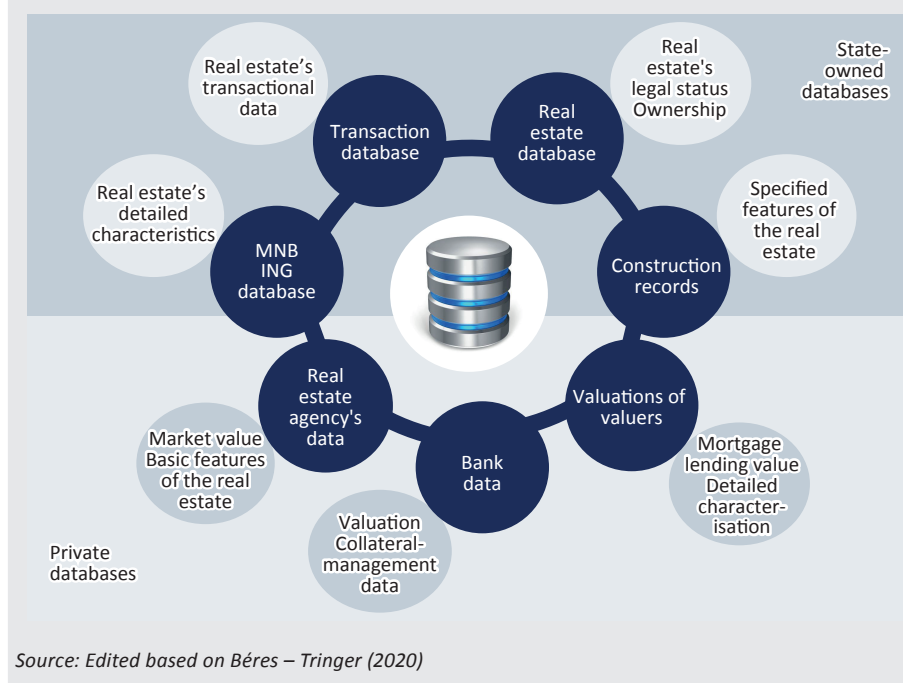 Real estate's
transactional
data
Transaction
database
Real
estate
database
Real
estate's
legal status
Ownership
State-
owned
databases
Real estate's
detailed
characteristics
MNB
ING
database
Construction
records
Specified
features of
the real
estate
Real
estate
agency's
data
Valuations of
valuers
Bank
data
Market value
Basic features
of the real
estate
Valuation
Collateral-
management
data
Mortgage
lending value
Detailed
character-
isation
Private
databases
Source: Edited based on Béres – Tringer (2020)